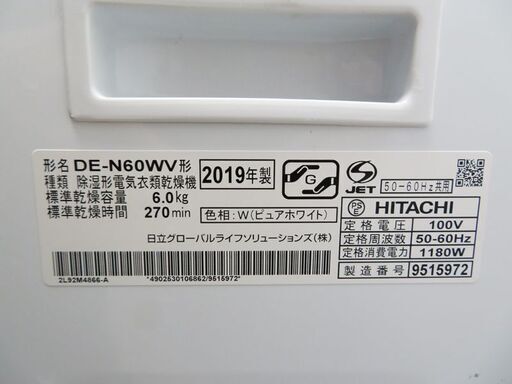 形名 DE-N60WV形
種類 除湿形電気衣類乾燥機
標準乾燥容量 6.0kg
標準乾燥時間 270min
2019年製
色相:W(ピュアホワイト)
日立グローバルライフソリューションズ(株)
*4902530106862/9515972*
2L92M4866-A
G
S
JET
50-60Hz共用
PSE
HITACHI
定格電圧 100V
定格周波数 50-60Hz
定格消費電力 1180W
製造番号 9515972